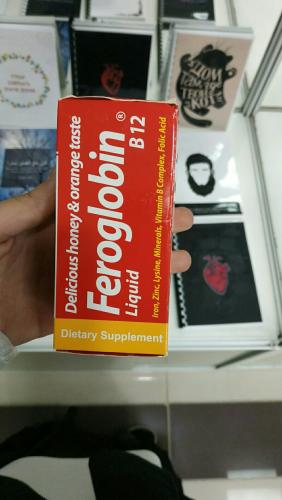 Delicious honey & orange taste
Feroglobin®
B12
Liquid
Iron, Zinc, Lysine, Minerals, Vitamin B Complex, Folic Acid
Dietary Supplement